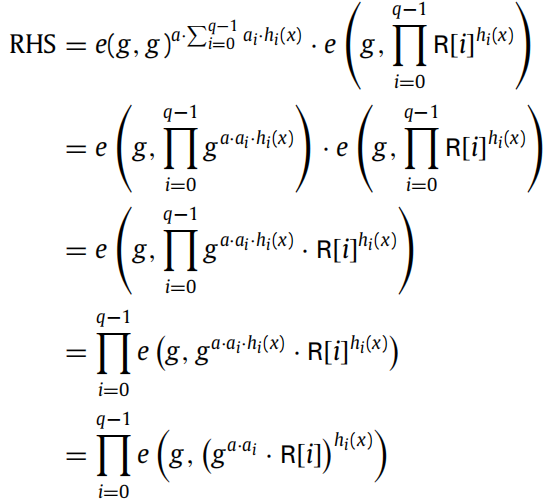 RHS = e(g, g)^{a·∑_{i=0}^{q−1} a_i·h_i(x)} · e(g, ∏_{i=0}^{q−1} R[i]^{h_i(x)})
= e(g, ∏_{i=0}^{q−1} g^{a·a_i·h_i(x)}) · e(g, ∏_{i=0}^{q−1} R[i]^{h_i(x)})
= e(g, ∏_{i=0}^{q−1} g^{a·a_i·h_i(x)} · R[i]^{h_i(x)})
= ∏_{i=0}^{q−1} e(g, g^{a·a_i·h_i(x)} · R[i]^{h_i(x)})
= ∏_{i=0}^{q−1} e(g, (g^{a·a_i} · R[i])^{h_i(x)})